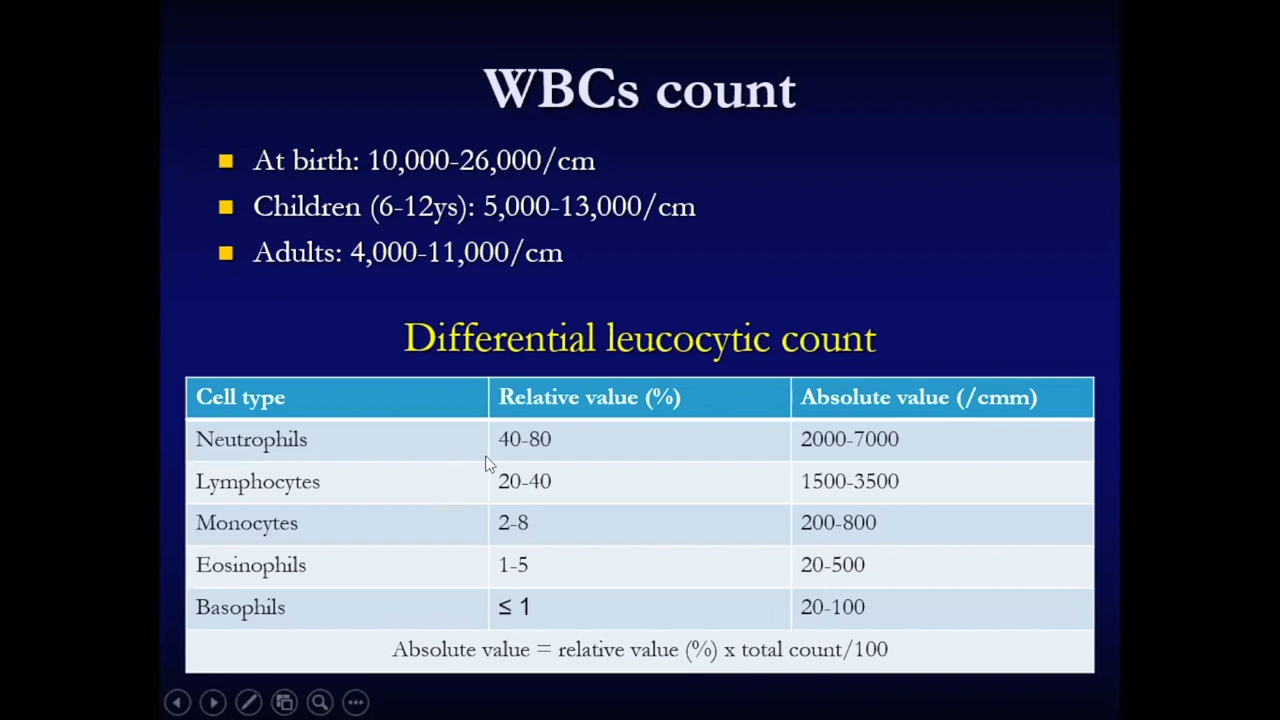 WBCs count
At birth: 10,000-26,000/cm
Children (6-12ys): 5,000-13,000/cm
Adults: 4,000-11,000/cm
Differential leucocytic count
Cell type Relative value (%) Absolute value (/cmm)
Neutrophils 40-80 2000-7000
Lymphocytes 20-40 1500-3500
Monocytes 2-8 200-800
Eosinophils 1-5 20-500
Basophils ≤ 1 20-100
Absolute value = relative value (%) x total count/100